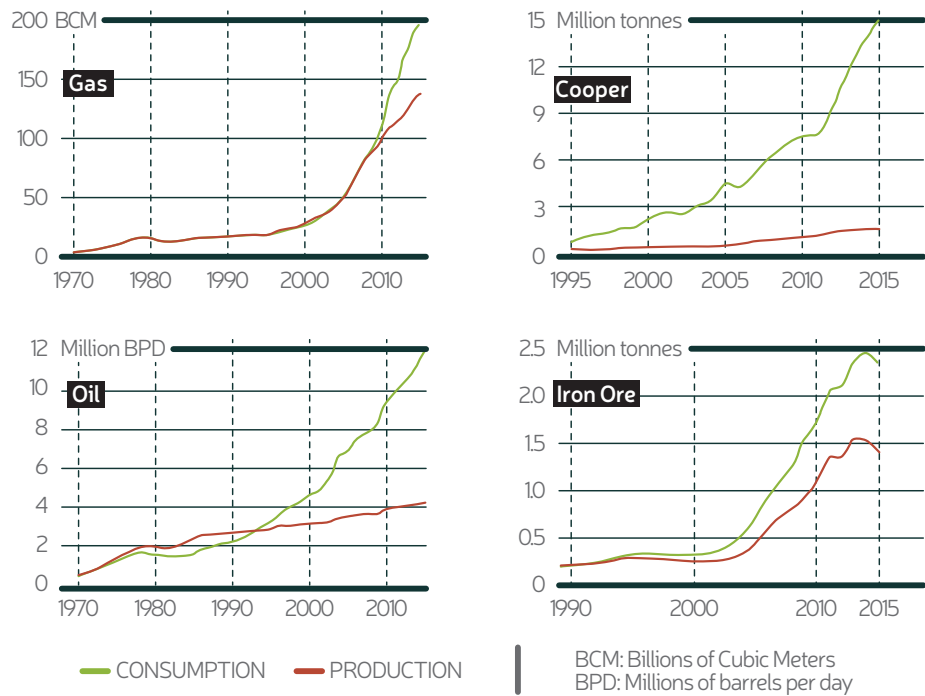 200 BCM
150
100
50
0
Gas
1970 1980 1990 2000 2010
15 Million tonnes
12
9
6
3
0
Cooper
1995 2000 2005 2010 2015
12 Million BPD
10
8
6
4
2
0
Oil
1970 1980 1990 2000 2010
2.5 Million tonnes
2.0
1.5
1.0
0.5
0
Iron Ore
1990 2000 2010 2015
CONSUMPTION PRODUCTION
BCM: Billions of Cubic Meters
BPD: Millions of barrels per day